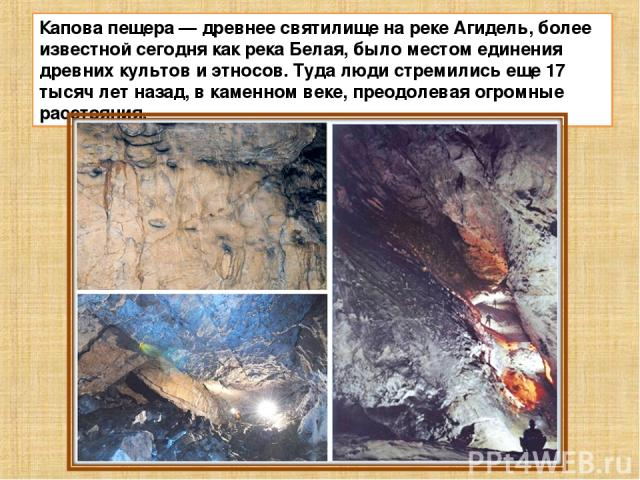 Капова пещера — древнее святилище на реке Агидель, более
известной сегодня как река Белая, было местом единения
древних культов и этносов. Туда люди стремились еще 17
тысяч лет назад, в каменном веке, преодолевая огромные
расстояния.
PPt4WEB.ru